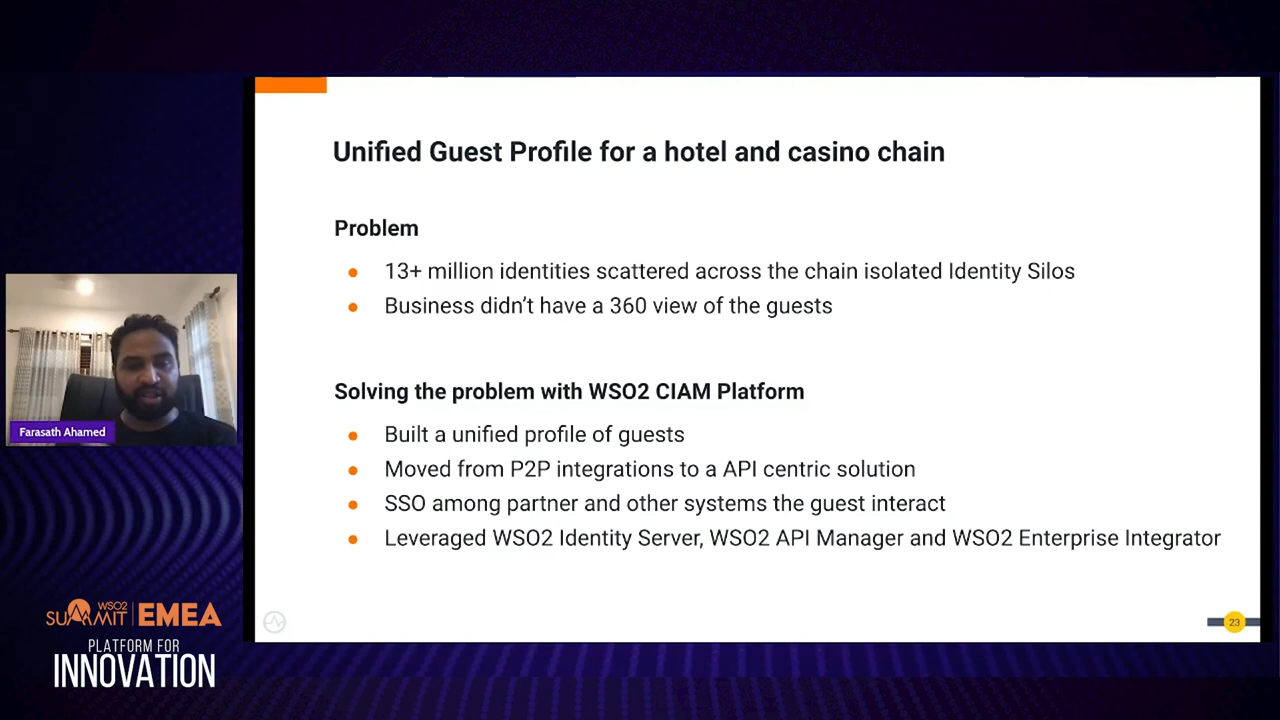 Unified Guest Profile for a hotel and casino chain
Problem
13+ million identities scattered across the chain isolated Identity Silos
Business didn't have a 360 view of the guests
Solving the problem with WSO2 CIAM Platform
Built a unified profile of guests
Moved from P2P integrations to a API centric solution
SSO among partner and other systems the guest interact
Leveraged WSO2 Identity Server, WSO2 API Manager and WSO2 Enterprise Integrator
23
Farasath Ahamed
WSO2
SUMMIT | EMEA
PLATFORM FOR
INNOVATION